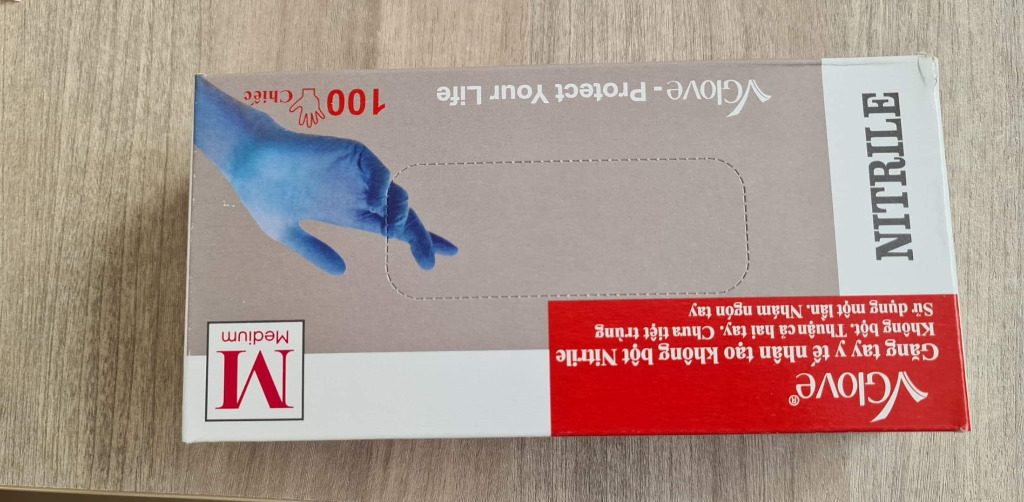 VGlove®
Găng tay y tế nhân tạo không bột Nitrile
Không bột. Thuận cả hai tay. Chưa tiệt trùng
Sử dụng một lần. Nhám ngón tay
M
Medium
NITRILE
VGlove - Protect Your Life
100 Chiếc